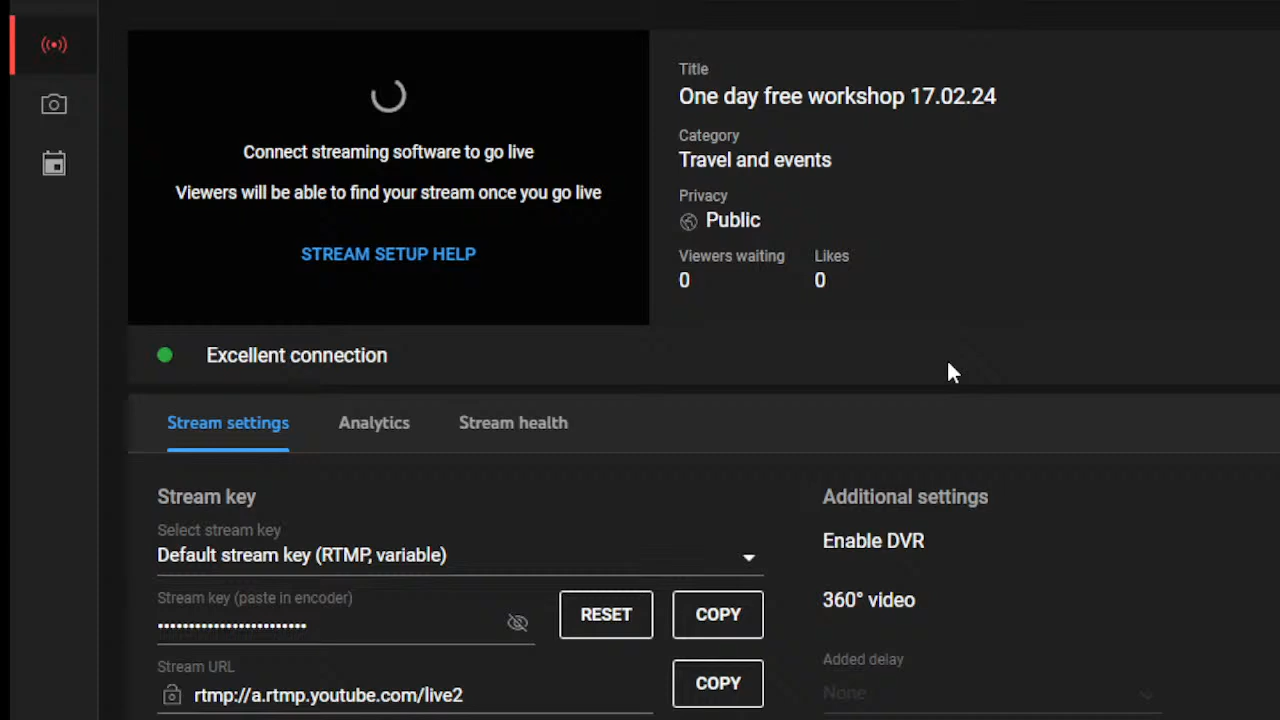 Connect streaming software to go live
Viewers will be able to find your stream once you go live
STREAM SETUP HELP
Title
One day free workshop 17.02.24
Category
Travel and events
Privacy
Public
Viewers waiting Likes
0 0
Excellent connection
Stream settings Analytics Stream health
Stream key
Select stream key
Default stream key (RTMP, variable)
Stream key (paste in encoder)
••••••••••••••••••••••••
RESET COPY
Stream URL
rtmp://a.rtmp.youtube.com/live2
COPY
Additional settings
Enable DVR
360° video
Added delay
None